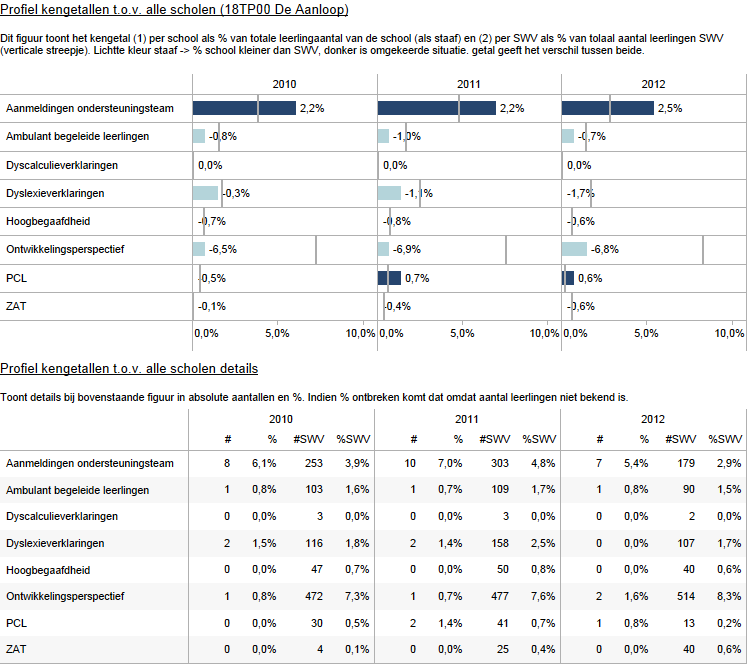 Profiel kengetallen t.o.v. alle scholen (18TP00 De Aanloop)
Dit figuur toont het kengetal (1) per school als % van totale leerlingaantal van de school (als staaf) en (2) per SWV als % van tolaal aantal leerlingen SWV
(verticale streepje). Lichtte kleur staaf -> % school kleiner dan SWV, donker is omgekeerde situatie. getal geeft het verschil tussen beide.
2010 2011 2012
Aanmeldingen ondersteuningsteam 2,2% 2,2% 2,5%
Ambulant begeleide leerlingen -0,8% -1,0% -0,7%
Dyscalculieverklaringen 0,0% 0,0% 0,0%
Dyslexieverklaringen -0,3% -1,1% -1,7%
Hoogbegaafdheid -0,7% -0,8% -0,6%
Ontwikkelingsperspectief -6,5% -6,9% -6,8%
PCL -0,5% 0,7% 0,6%
ZAT -0,1% -0,4% -0,6%
0,0% 5,0% 10,0% 0,0% 5,0% 10,0% 0,0% 5,0% 10,0%
Profiel kengetallen t.o.v. alle scholen details
Toont details bij bovenstaande figuur in absolute aantallen en %. Indien % ontbreken komt dat omdat aantal leerlingen niet bekend is.
2010 2011 2012
# % #SWV %SWV # % #SWV %SWV # % #SWV %SWV
Aanmeldingen ondersteuningsteam 8 6,1% 253 3,9% 10 7,0% 303 4,8% 7 5,4% 179 2,9%
Ambulant begeleide leerlingen 1 0,8% 103 1,6% 1 0,7% 109 1,7% 1 0,8% 90 1,5%
Dyscalculieverklaringen 0 0,0% 3 0,0% 0 0,0% 3 0,0% 0 0,0% 2 0,0%
Dyslexieverklaringen 2 1,5% 116 1,8% 2 1,4% 158 2,5% 0 0,0% 107 1,7%
Hoogbegaafdheid 0 0,0% 47 0,7% 0 0,0% 50 0,8% 0 0,0% 40 0,6%
Ontwikkelingsperspectief 1 0,8% 472 7,3% 1 0,7% 477 7,6% 2 1,6% 514 8,3%
PCL 0 0,0% 30 0,5% 2 1,4% 41 0,7% 1 0,8% 13 0,2%
ZAT 0 0,0% 4 0,1% 0 0,0% 25 0,4% 0 0,0% 40 0,6%